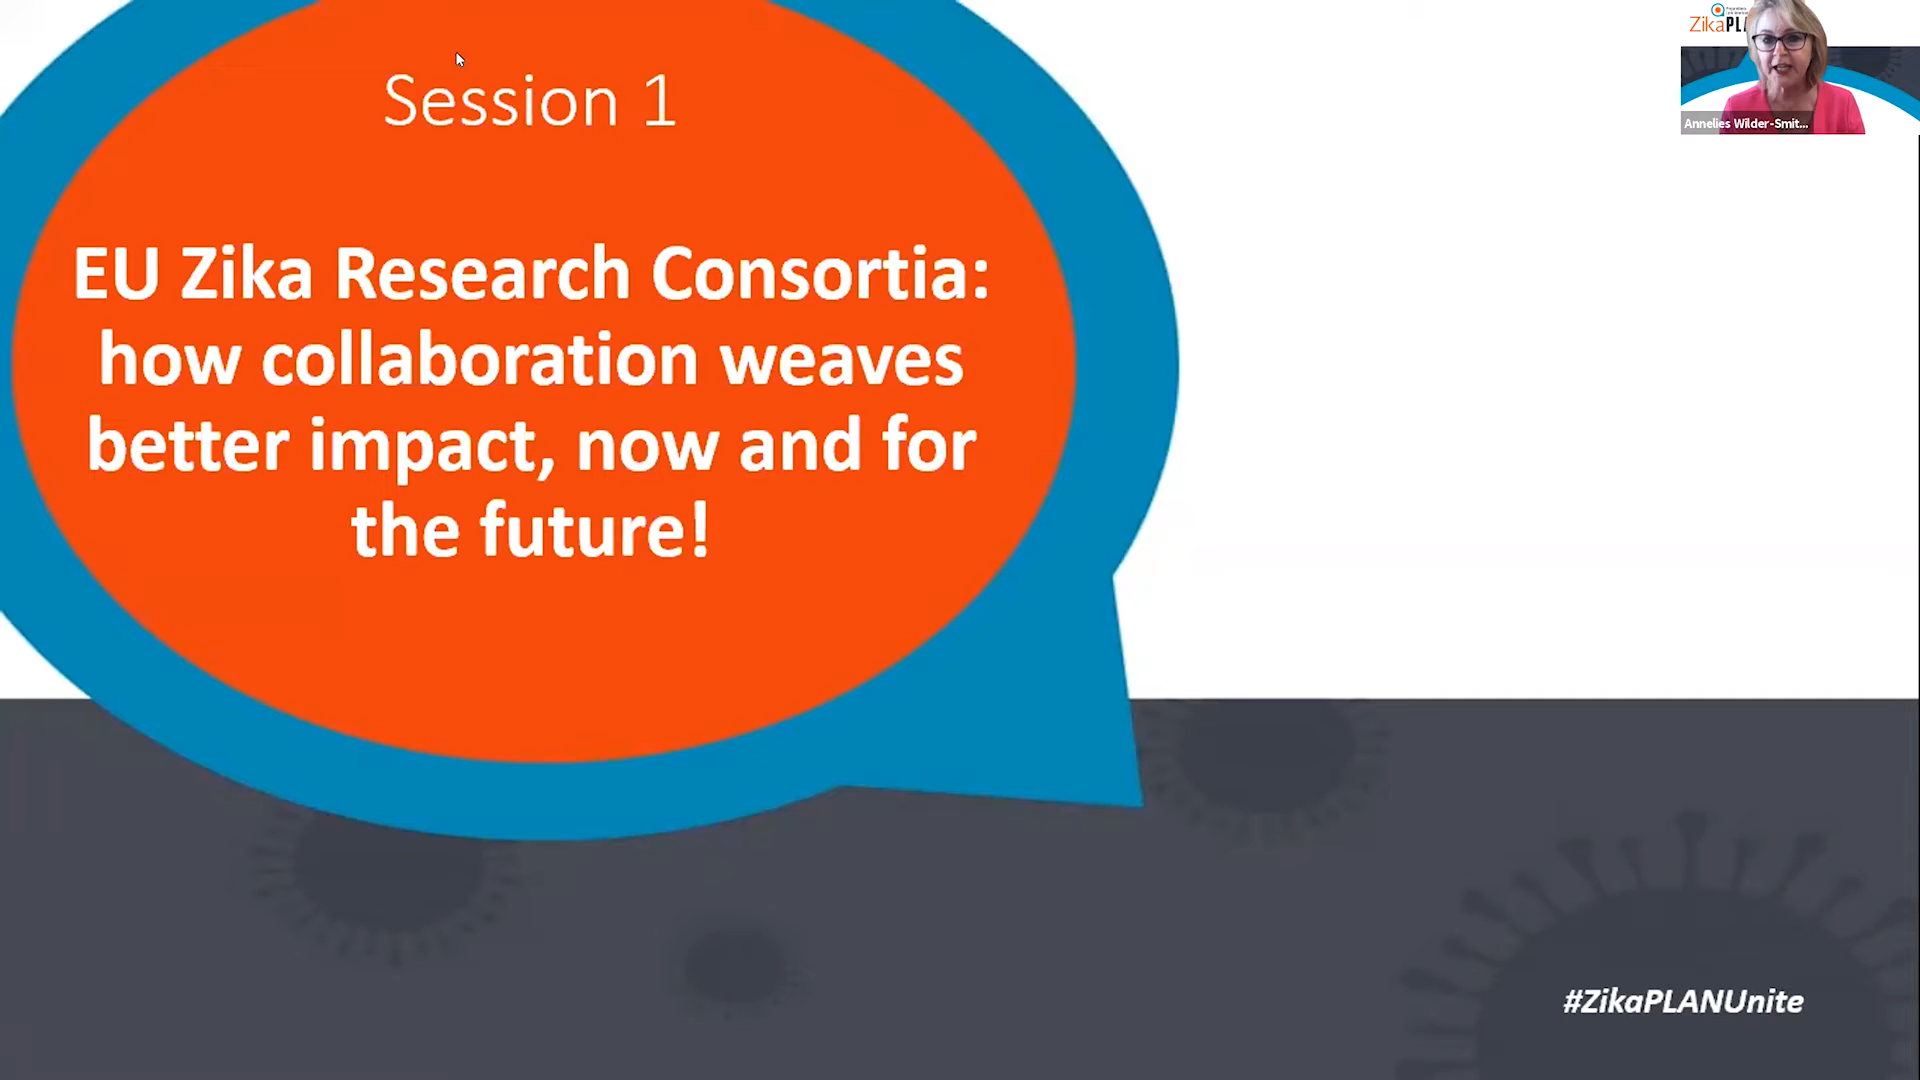 Session 1
EU Zika Research Consortia:
how collaboration weaves
better impact, now and for
the future!
ZikaPL
Annelies Wilder-Smit...
#ZikaPLANUnite